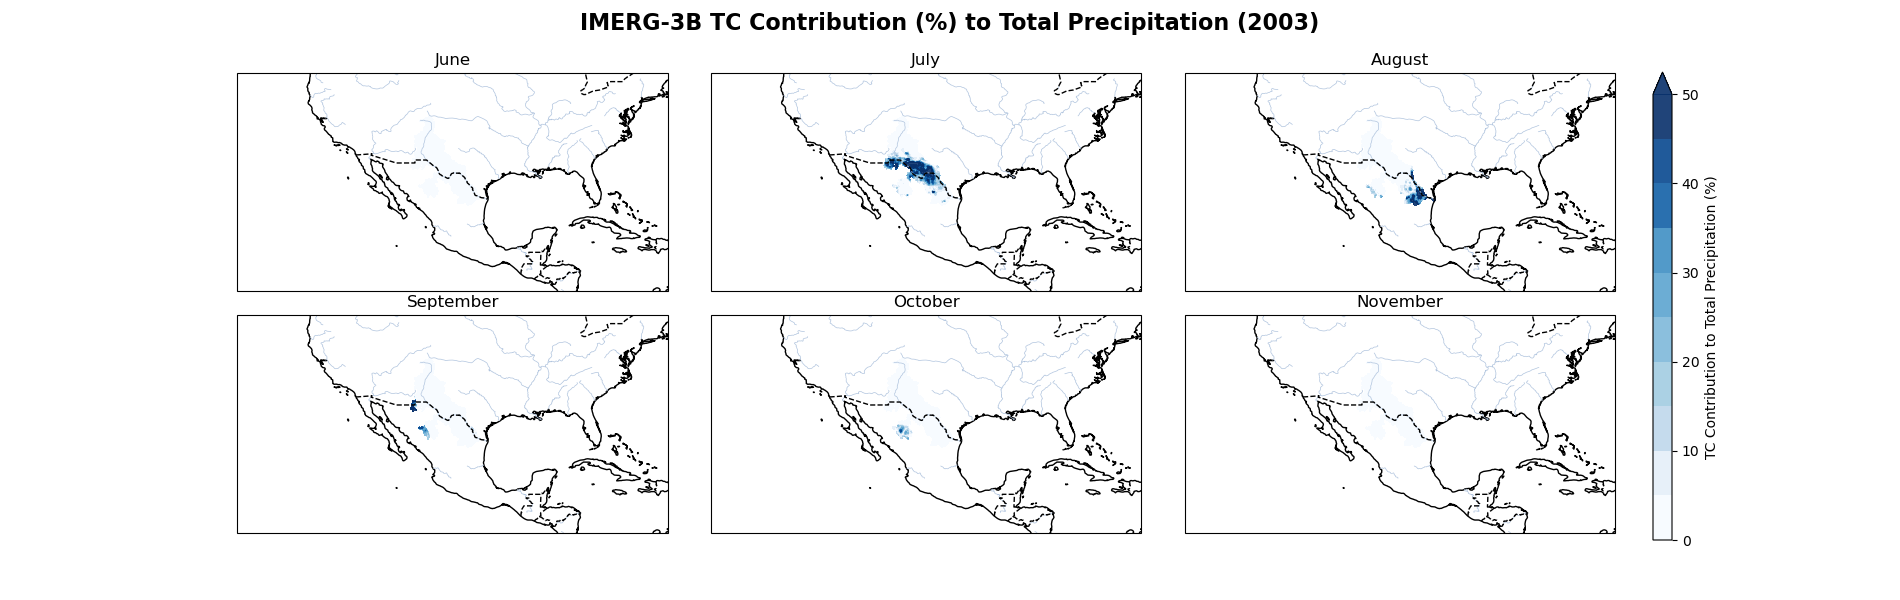 IMERG-3B TC Contribution (%) to Total Precipitation (2003)
June
July
August
September
October
November
50
40
30
20
10
0
TC Contribution to Total Precipitation (%)